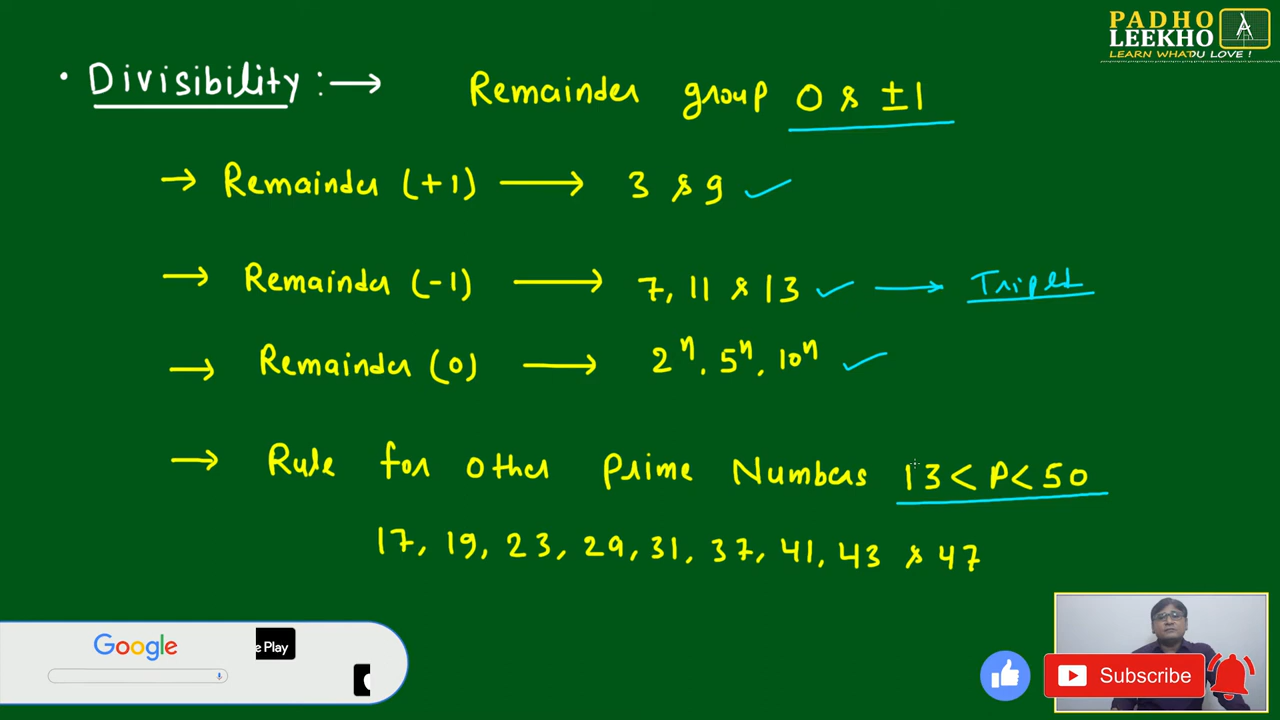 PADHO
LEEKHO
LEARN WHATEVER U LOVE !
• Divisibility :→ Remainder group 0 & ±1
→ Remainder (+1) → 3 & 9 ✓
→ Remainder (-1) → 7, 11 & 13 ✓ → Triplet
→ Remainder (0) → 2ⁿ, 5ⁿ, 10ⁿ ✓
→ Rule for other Prime Numbers 13 < P < 50
17, 19, 23, 29, 31, 37, 41, 43 & 47
Google
e Play
Subscribe